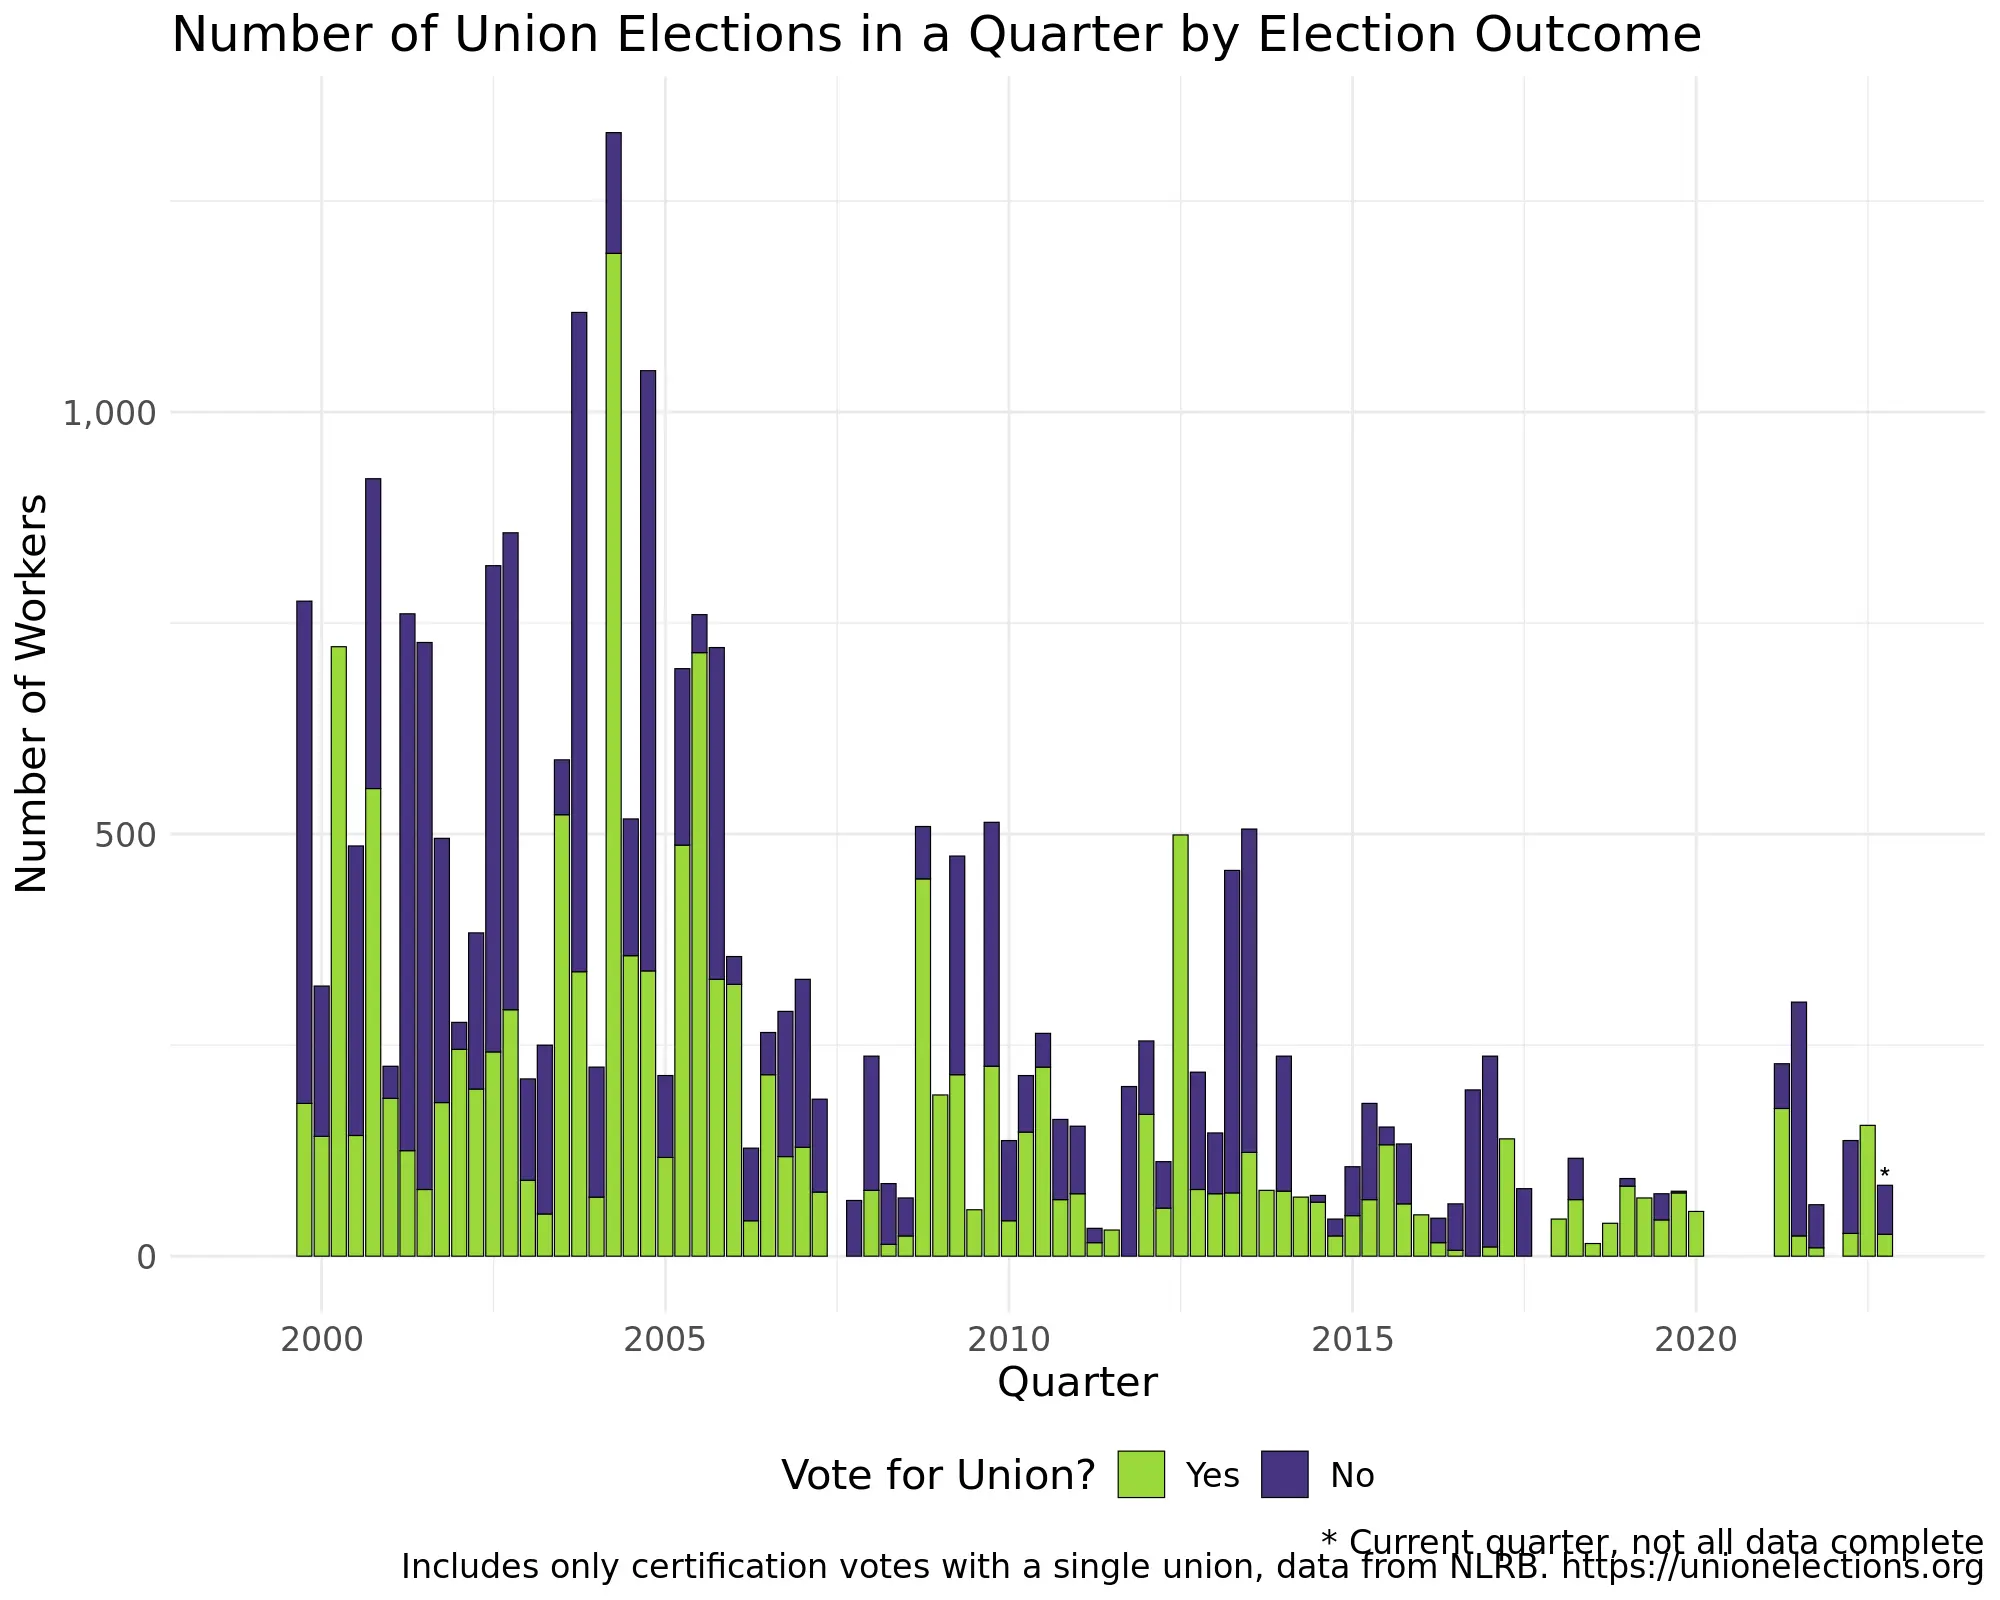 Number of Union Elections in a Quarter by Election Outcome
Number of Workers
1,000
500
0
2000 2005 2010 2015 2020
*
Quarter
Vote for Union? Yes No
* Current quarter, not all data complete
Includes only certification votes with a single union, data from NLRB. https://unionelections.org